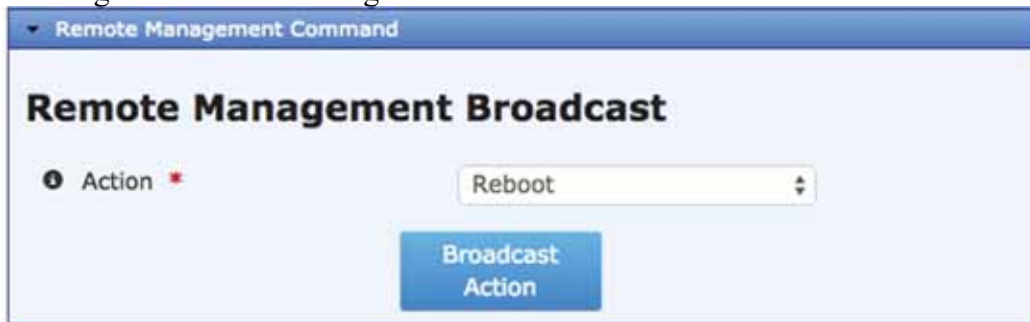 Remote Management Command
Remote Management Broadcast
Action *
Reboot
Broadcast
Action